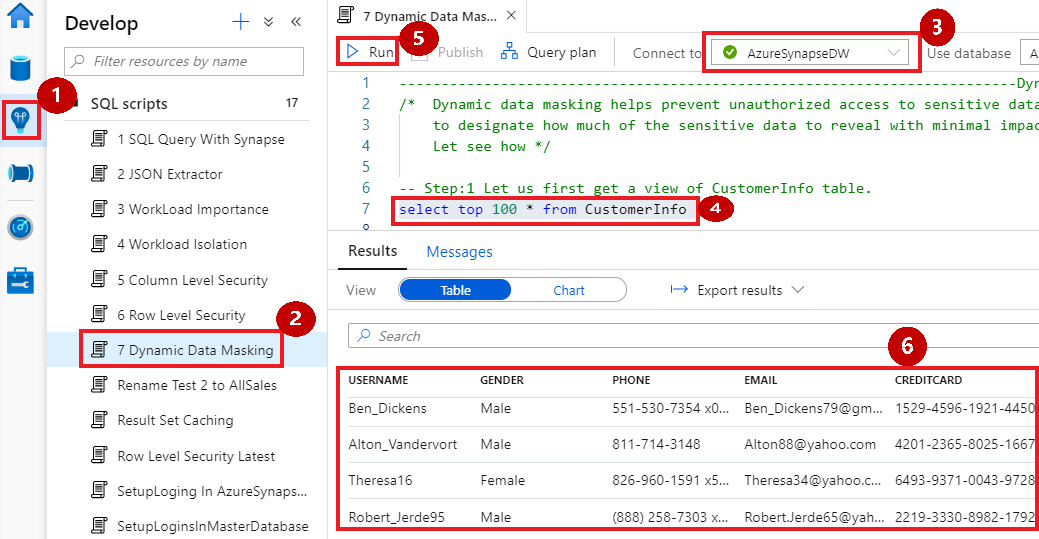 Develop
Filter resources by name
1
SQL scripts 17
1 SQL Query With Synapse
2 JSON Extractor
3 WorkLoad Importance
4 Workload Isolation
5 Column Level Security
6 Row Level Security
2
7 Dynamic Data Masking
Rename Test 2 to AllSales
Result Set Caching
Row Level Security Latest
SetupLoging In AzureSynaps...
SetupLoginsInMasterDatabase
7 Dynamic Data Mas...
Run 5 Publish Query plan Connect to AzureSynapseDW 3 Use database A
1 ---------------------------------------------------------------------------Dy
2 /* Dynamic data masking helps prevent unauthorized access to sensitive data
3 to designate how much of the sensitive data to reveal with minimal impac
4 Let see how */
5
6 -- Step:1 Let us first get a view of CustomerInfo table.
7 select top 100 * from CustomerInfo 4
Results Messages
View Table Chart Export results
Search
6
USERNAME GENDER PHONE EMAIL CREDITCARD
Ben_Dickens Male 551-530-7354 x0... Ben_Dickens79@gm... 1529-4596-1921-4450
Alton_Vandervort Male 811-714-3148 Alton88@yahoo.com 4201-2365-8025-1667
Theresa16 Female 826-960-1591 x5... Theresa34@yahoo.c... 6493-9371-0043-9728
Robert_Jerde95 Male (888) 258-7303 x... Robert.Jerde65@yah... 2219-3330-8982-1792